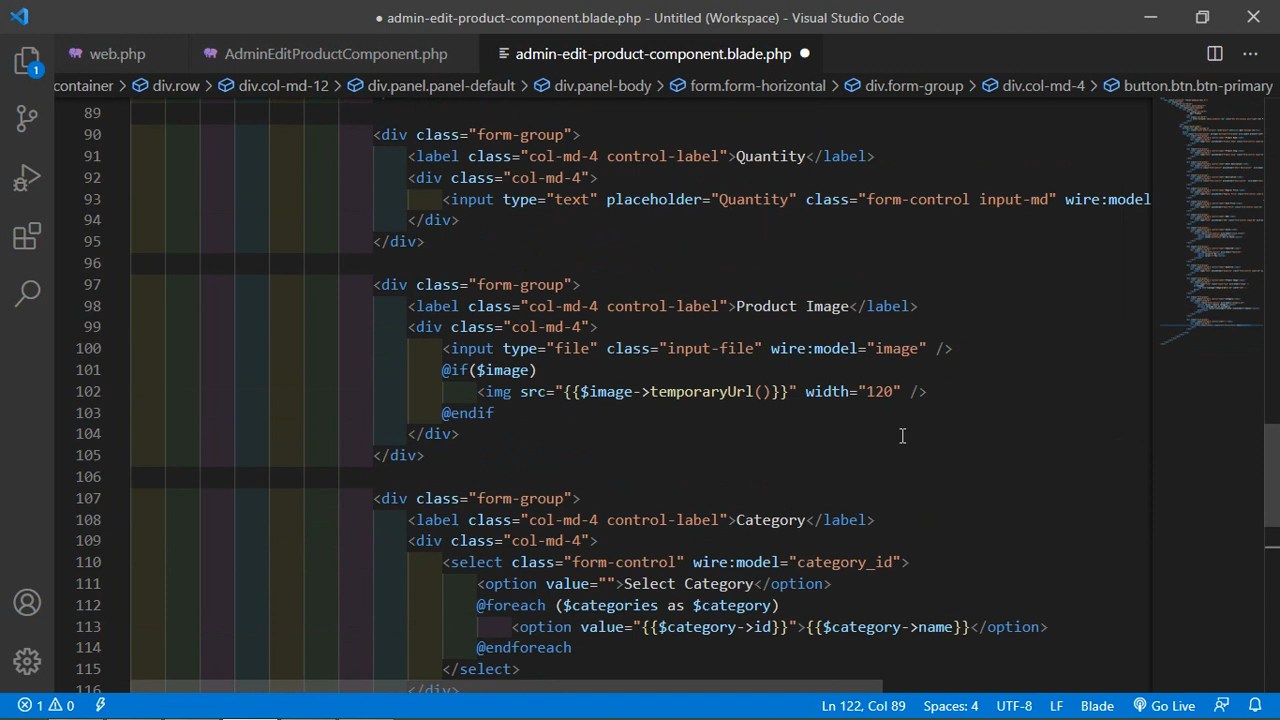 ● admin-edit-product-component.blade.php - Untitled (Workspace) - Visual Studio Code
web.php AdminEditProductComponent.php admin-edit-product-component.blade.php ●
container > div.row > div.col-md-12 > div.panel.panel-default > div.panel-body > form.form-horizontal > div.form-group > div.col-md-4 > button.btn.btn-primary
1
89
90 <div class="form-group">
91 <label class="col-md-4 control-label">Quantity</label>
92 <div class="col-md-4">
93 <input type="text" placeholder="Quantity" class="form-control input-md" wire:model
94 </div>
95 </div>
96
97 <div class="form-group">
98 <label class="col-md-4 control-label">Product Image</label>
99 <div class="col-md-4">
100 <input type="file" class="input-file" wire:model="image" />
101 @if($image)
102 <img src="{{$image->temporaryUrl()}}" width="120" />
103 @endif
104 </div>
105 </div>
106
107 <div class="form-group">
108 <label class="col-md-4 control-label">Category</label>
109 <div class="col-md-4">
110 <select class="form-control" wire:model="category_id">
111 <option value="">Select Category</option>
112 @foreach ($categories as $category)
113 <option value="{{$category->id}}">{{$category->name}}</option>
114 @endforeach
115 </select>
116 </div>
1 0 Ln 122, Col 89 Spaces: 4 UTF-8 LF Blade Go Live